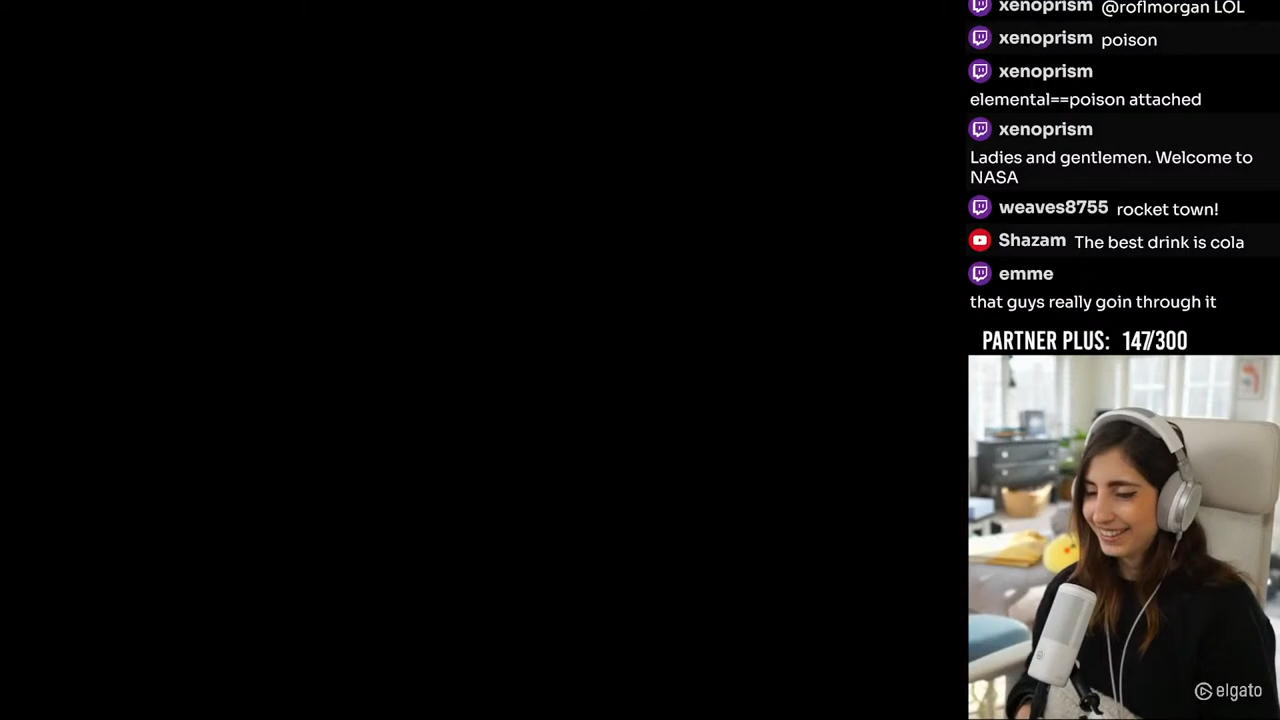 xenoprism @roflmorgan LOL
xenoprism poison
xenoprism
elemental==poison attached
xenoprism
Ladies and gentlemen. Welcome to
NASA
weaves8755 rocket town!
Shazam The best drink is cola
emme
that guys really goin through it
PARTNER PLUS: 147/300
elgato